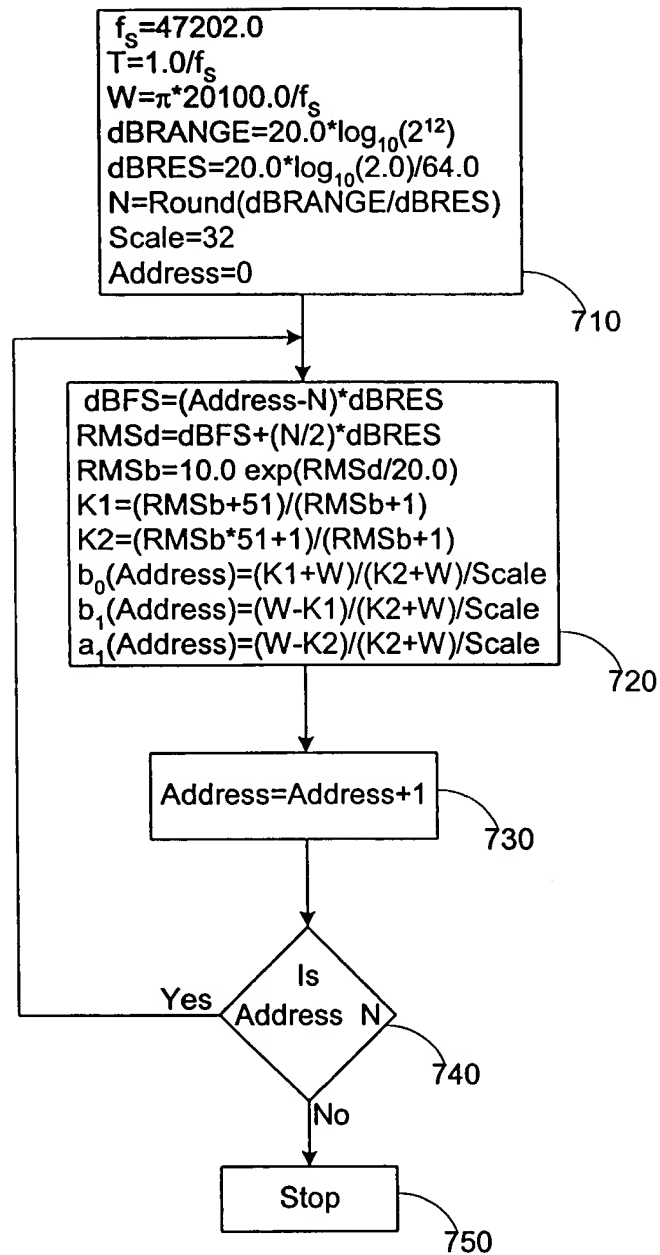 fₛ=47202.0
T=1.0/fₛ
W=π*20100.0/fₛ
dBRANGE=20.0*log₁₀(2¹²)
dBRES=20.0*log₁₀(2.0)/64.0
N=Round(dBRANGE/dBRES)
Scale=32
Address=0
710
dBFS=(Address-N)*dBRES
RMSd=dBFS+(N/2)*dBRES
RMSb=10.0 exp(RMSd/20.0)
K1=(RMSb+51)/(RMSb+1)
K2=(RMSb*51+1)/(RMSb+1)
b₀(Address)=(K1+W)/(K2+W)/Scale
b₁(Address)=(W-K1)/(K2+W)/Scale
a₁(Address)=(W-K2)/(K2+W)/Scale
720
Address=Address+1
730
Is
Yes
Address N
740
No
Stop
750